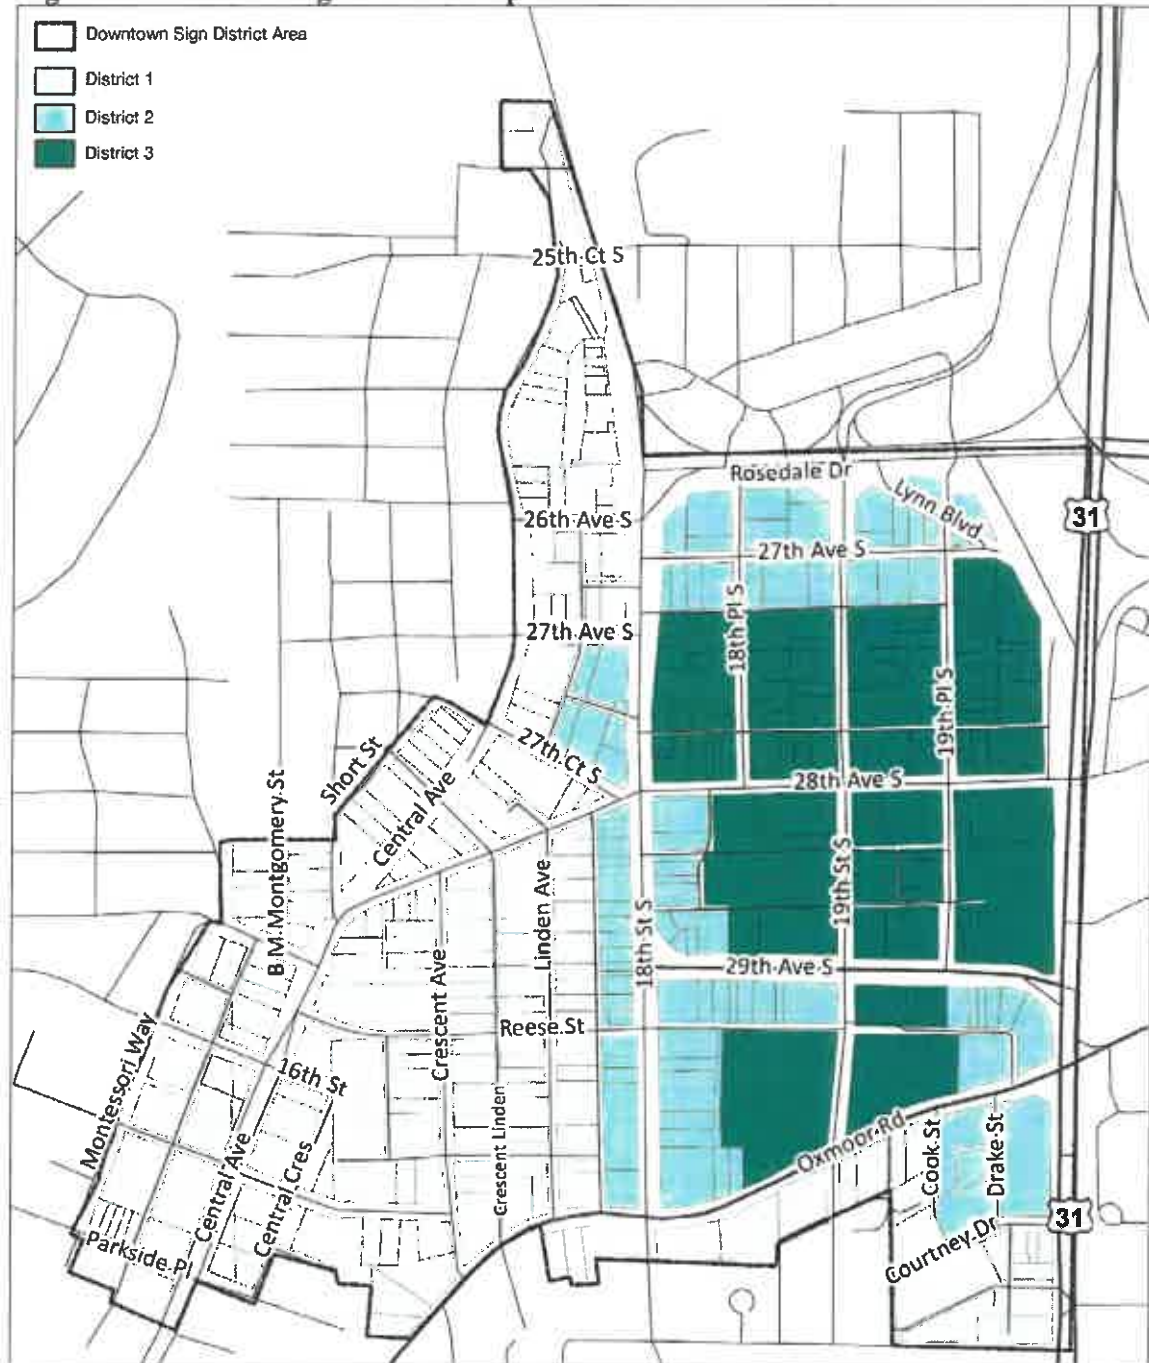 Downtown Sign District Area
District 1
District 2
District 3
25th Ct S
Rosedale Dr
Lynn Blvd
26th Ave S
31
27th Ave S
27th Ave S
18th Pl S
19th Pl S
27th Ct S
Short St
28th Ave S
B M Montgomery St
Central Ave
Linden Ave
19th St S
18th St S
29th Ave S
Crescent Ave
Reese St
Montessori Way
16th St
Crescent Linden
Oxmoor Rd
Cook St
Drake St
Central Ave
Central Cres
31
Parkside Pl
Courtney Dr